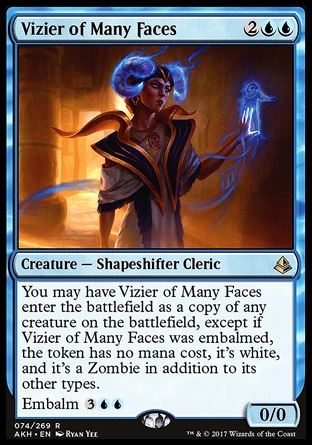 Vizier of Many Faces 2
Creature — Shapeshifter Cleric
You may have Vizier of Many Faces
enter the battlefield as a copy of any
creature on the battlefield, except if
Vizier of Many Faces was embalmed,
the token has no mana cost, it's white,
and it's a Zombie in addition to its
other types.
Embalm 3
0/0
074/269 R
AKH • EN Ryan Yee
™ & © 2017 Wizards of the Coast